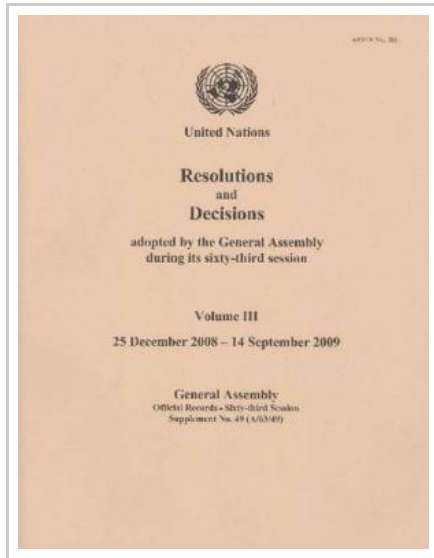 United Nations
Resolutions
and
Decisions
adopted by the General Assembly
during its sixty-third session
Volume III
25 December 2008 – 14 September 2009
General Assembly
Official Records - Sixty-third Session
Supplement No. 49 (A/63/49)